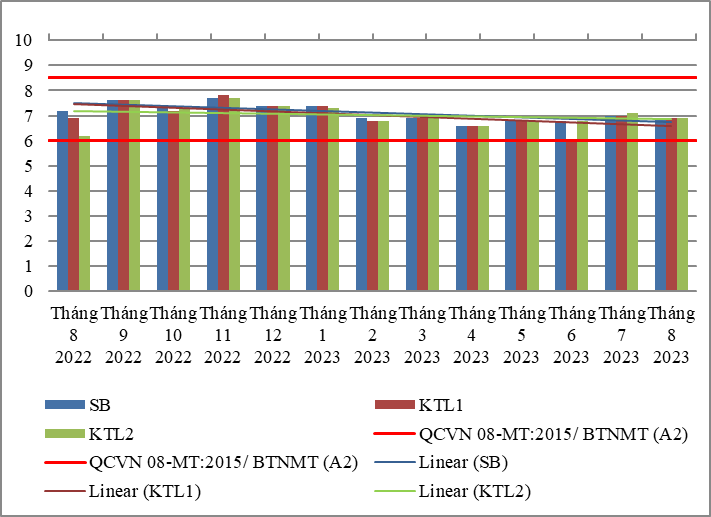 10
9
8
7
6
5
4
3
2
1
0
Tháng 8 2022
Tháng 9 2022
Tháng 10 2022
Tháng 11 2022
Tháng 12 2022
Tháng 1 2023
Tháng 2 2023
Tháng 3 2023
Tháng 4 2023
Tháng 5 2023
Tháng 6 2023
Tháng 7 2023
Tháng 8 2023
SB
KTL1
KTL2
QCVN 08-MT:2015/ BTNMT (A2)
QCVN 08-MT:2015/ BTNMT (A2)
Linear (SB)
Linear (KTL1)
Linear (KTL2)